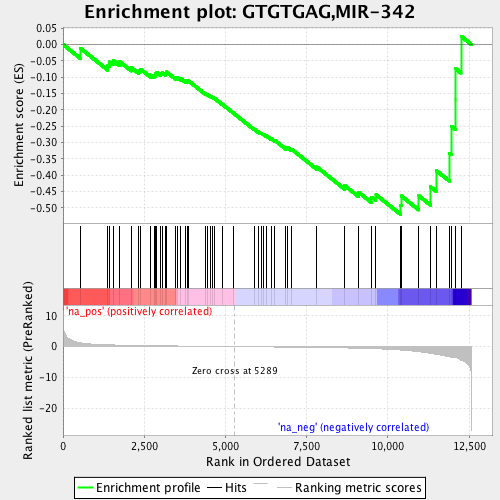 Enrichment plot: GTGTGAG,MIR-342
Enrichment score (ES)
0.05
0.00
-0.05
-0.10
-0.15
-0.20
-0.25
-0.30
-0.35
-0.40
-0.45
-0.50
'na_pos' (positively correlated)
Ranked list metric (PreRanked)
10
0
-10
-20
Zero cross at 5289
'na_neg' (negatively correlated)
0
2,500
5,000
7,500
10,000
12,500
Rank in Ordered Dataset
Enrichment profile
Hits
Ranking metric scores